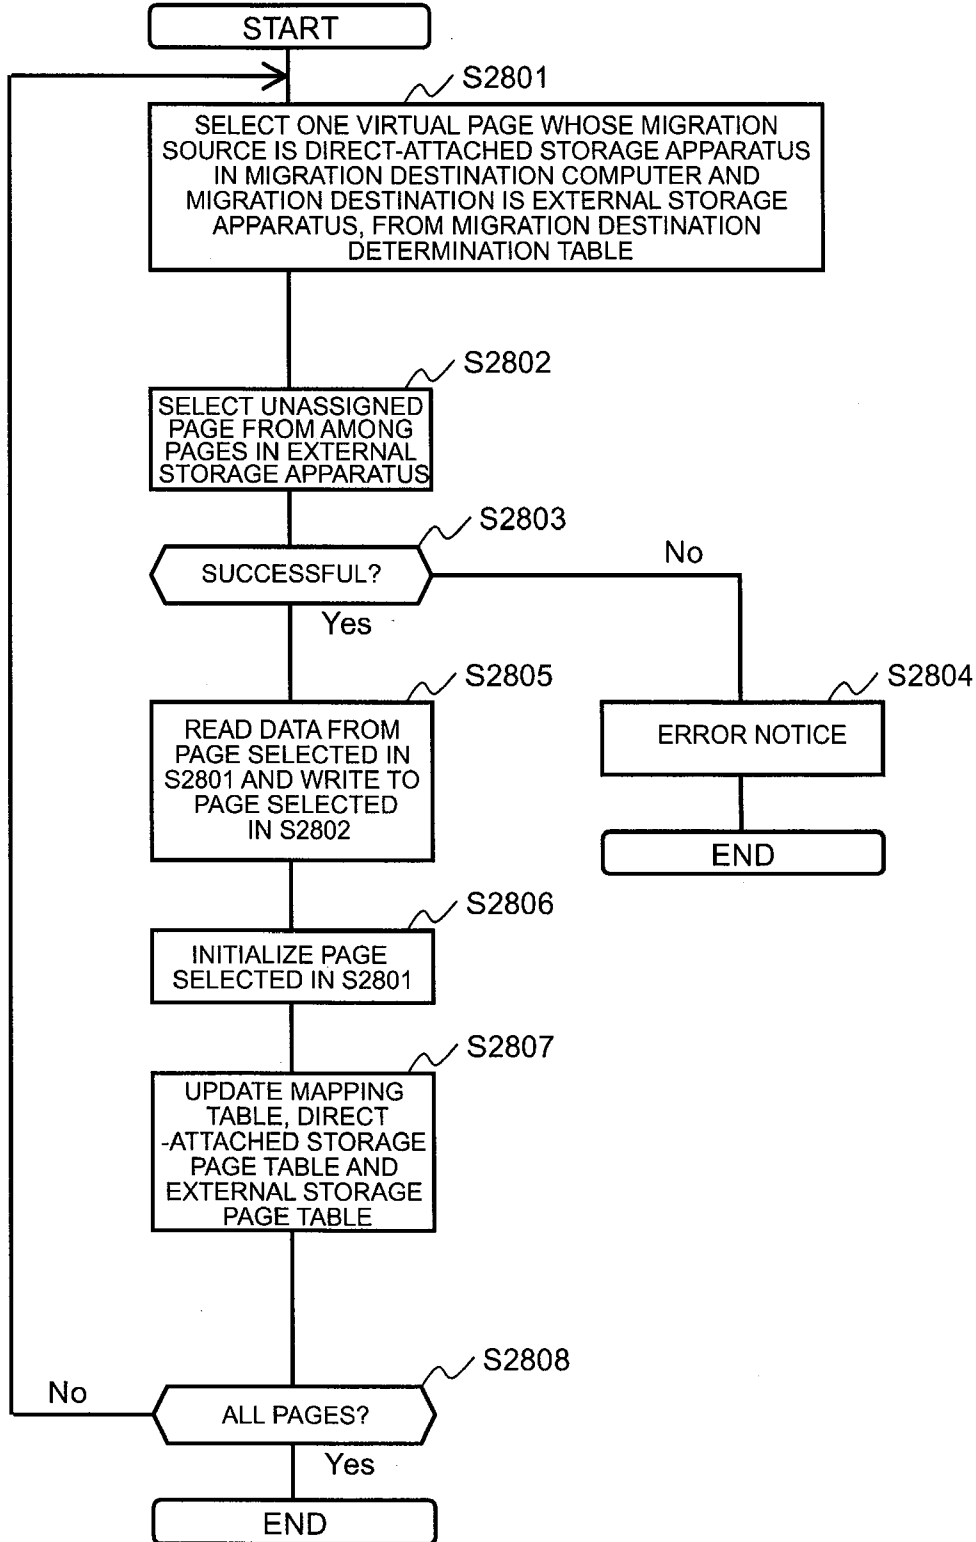 START
S2801
SELECT ONE VIRTUAL PAGE WHOSE MIGRATION
SOURCE IS DIRECT-ATTACHED STORAGE APPARATUS
IN MIGRATION DESTINATION COMPUTER AND
MIGRATION DESTINATION IS EXTERNAL STORAGE
APPARATUS, FROM MIGRATION DESTINATION
DETERMINATION TABLE
S2802
SELECT UNASSIGNED
PAGE FROM AMONG
PAGES IN EXTERNAL
STORAGE APPARATUS
S2803
SUCCESSFUL?
No
Yes
S2805
READ DATA FROM
PAGE SELECTED IN
S2801 AND WRITE TO
PAGE SELECTED
IN S2802
S2804
ERROR NOTICE
END
S2806
INITIALIZE PAGE
SELECTED IN S2801
S2807
UPDATE MAPPING
TABLE, DIRECT
-ATTACHED STORAGE
PAGE TABLE AND
EXTERNAL STORAGE
PAGE TABLE
S2808
ALL PAGES?
No
Yes
END